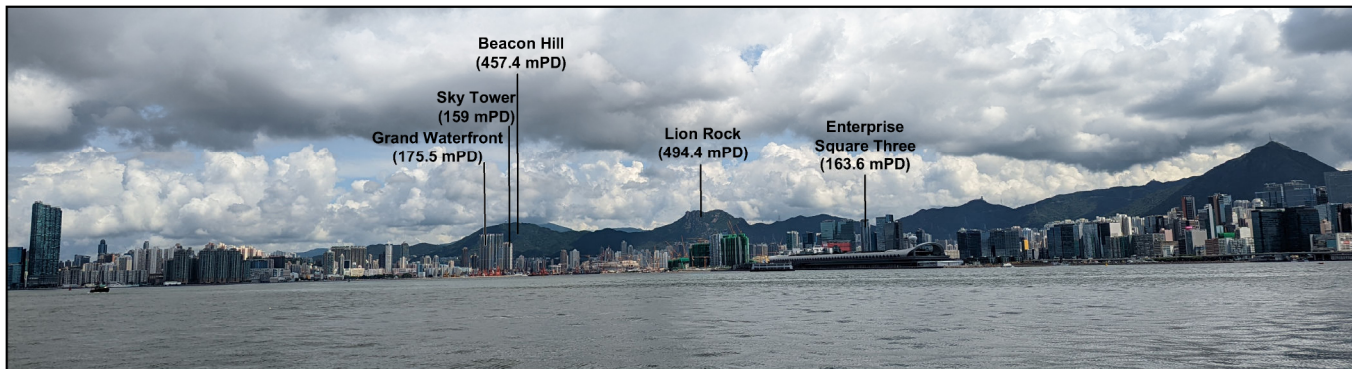 Beacon Hill
(457.4 mPD)
Sky Tower
(159 mPD)
Grand Waterfront
(175.5 mPD)
Lion Rock
(494.4 mPD)
Enterprise
Square Three
(163.6 mPD)